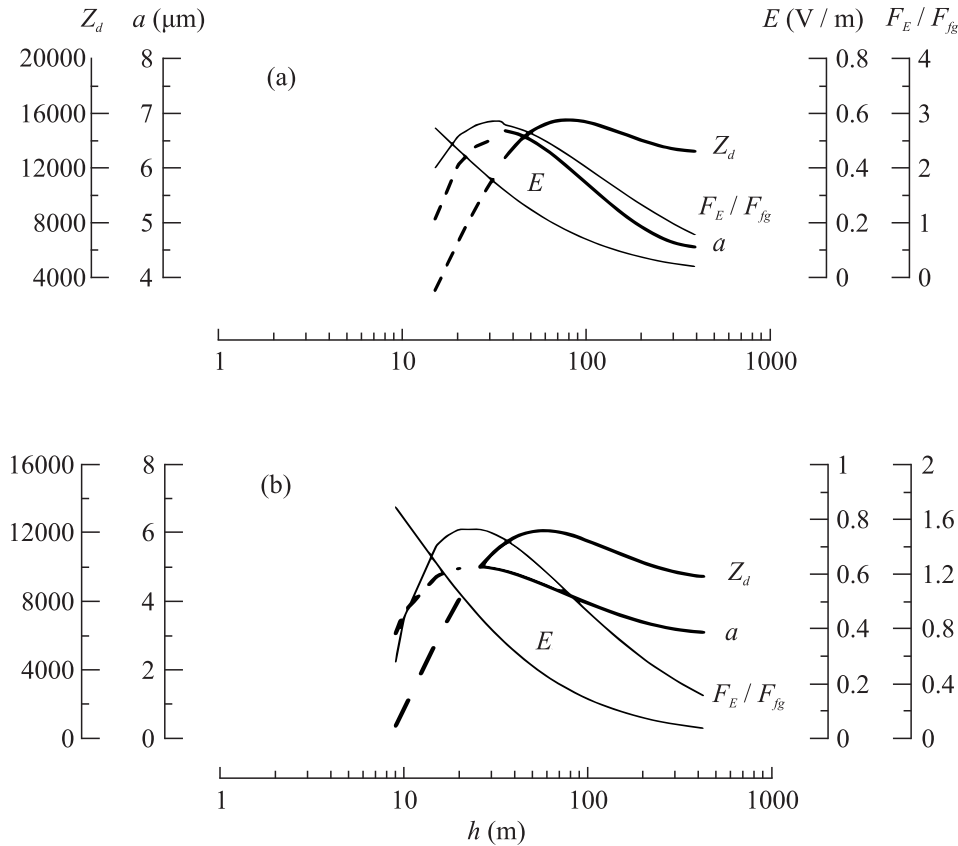 Z_d a (μm) E (V / m) F_E / F_fg
20000 8 0.8 4
(a)
16000 7 0.6 3
Z_d
12000 6 0.4 2
E
F_E / F_fg
8000 5 0.2 1
a
4000 4 0 0
1 10 100 1000
16000 8 1 2
(b)
12000 6 0.8 1.6
Z_d
0.6 1.2
8000 4 0.4 0.8
a
E
4000 2 0.2 0.4
F_E / F_fg
0 0 0 0
1 10 100 1000
h (m)